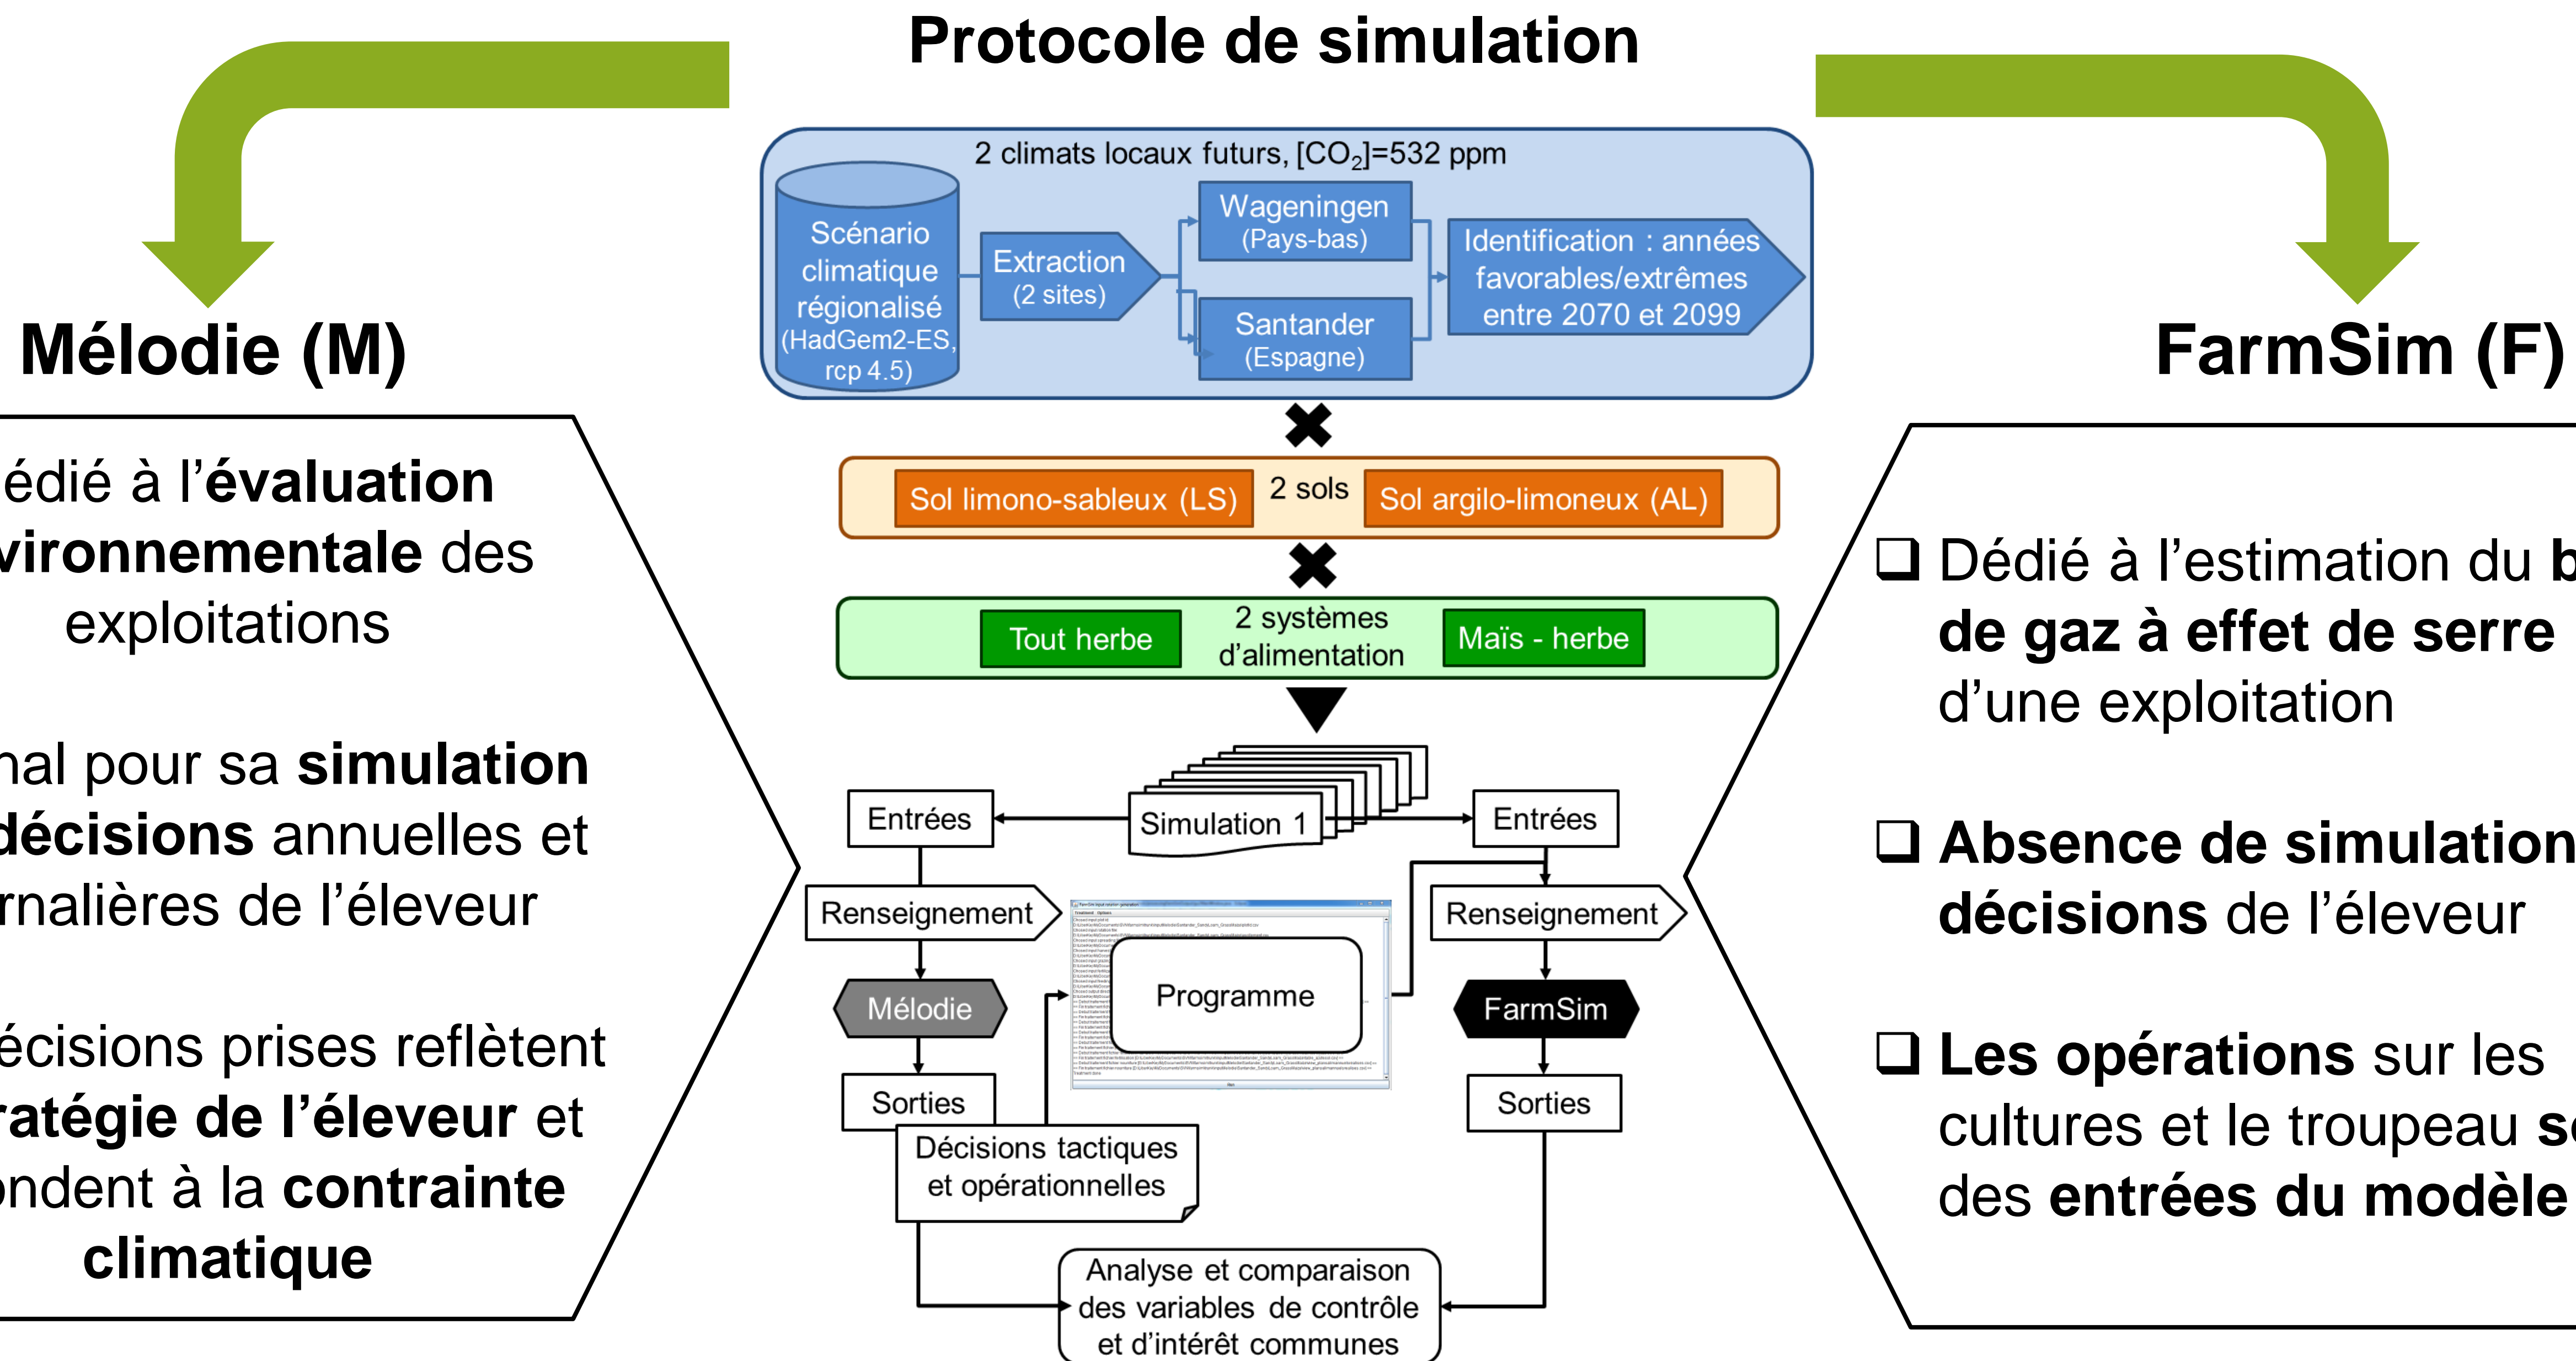 Protocole de simulation
Mélodie (M)
édié à l'évaluation
vironnementale des
exploitations
nal pour sa simulation
décisions annuelles et
rnalières de l'éleveur
écisions prises reflètent
ratégie de l'éleveur et
ondent à la contrainte
climatique
2 climats locaux futurs, [CO₂]=532 ppm
Scénario
climatique
régionalisé
(HadGem2-ES,
rcp 4.5)
Extraction
(2 sites)
Wageningen
(Pays-bas)
Santander
(Espagne)
Identification : années
favorables/extrêmes
entre 2070 et 2099
Sol limono-sableux (LS)
2 sols
Sol argilo-limoneux (AL)
Tout herbe
2 systèmes
d'alimentation
Maïs - herbe
Simulation 1
Entrées
Renseignement
Mélodie
Sorties
Décisions tactiques
et opérationnelles
Programme
Entrées
Renseignement
FarmSim
Sorties
Analyse et comparaison
des variables de contrôle
et d'intérêt communes
FarmSim (F)
❑ Dédié à l'estimation du b
de gaz à effet de serre
d'une exploitation
❑ Absence de simulation
décisions de l'éleveur
❑ Les opérations sur les
cultures et le troupeau s
des entrées du modèle